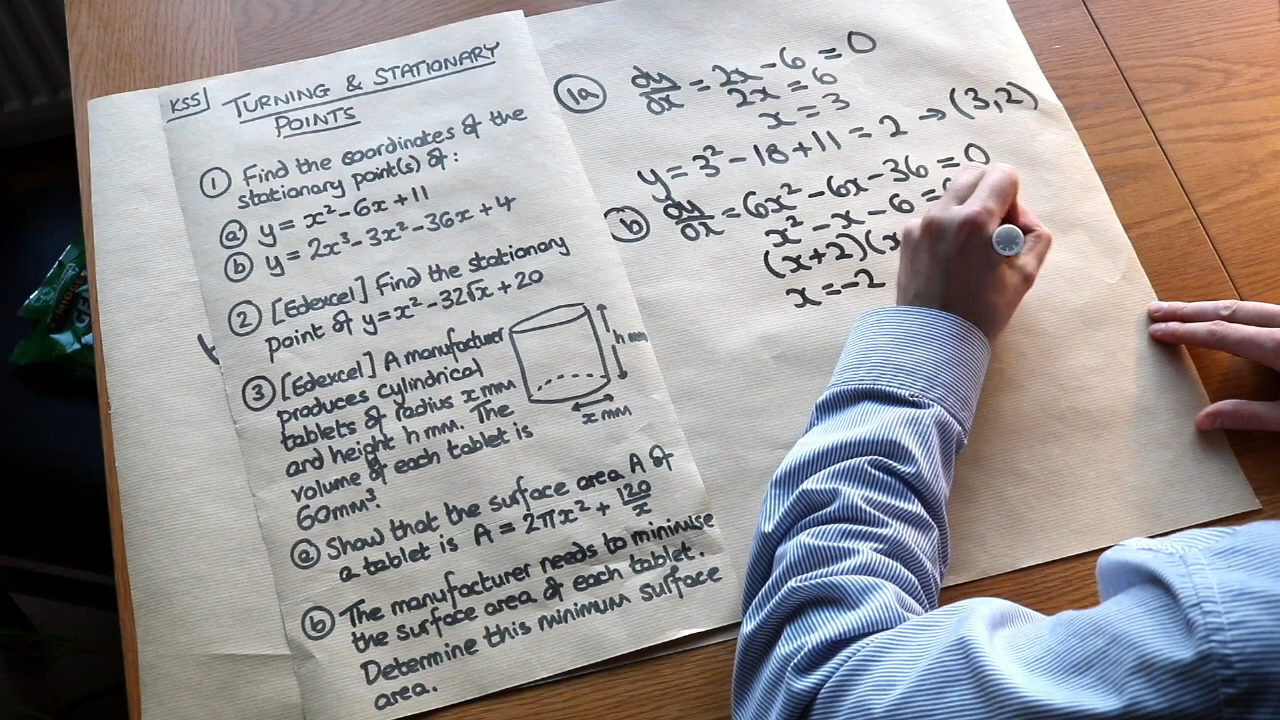 KS5
TURNING & STATIONARY
POINTS
① Find the coordinates of the
stationary point(s) of:
ⓐ y = x² - 6x + 11
ⓑ y = 2x³ - 3x² - 36x + 4
② [Edexcel] Find the stationary
point of y = x² - 32√x + 20
③ [Edexcel] A manufacturer
produces cylindrical
tablets of radius x mm
and height h mm. The
volume of each tablet is
60mm³.
h mm
x mm
ⓐ Show that the surface area A of
a tablet is A = 2πx² + 120/x
ⓑ The manufacturer needs to minimise
the surface area of each tablet.
Determine this minimum surface
area.
1a dy/dx = 2x - 6 = 0
2x = 6
x = 3
y = 3² - 18 + 11 = 2 → (3,2)
ⓑ dy/dx = 6x² - 6x - 36 = 0
x² - x - 6 =
(x+2)(x
x = -2